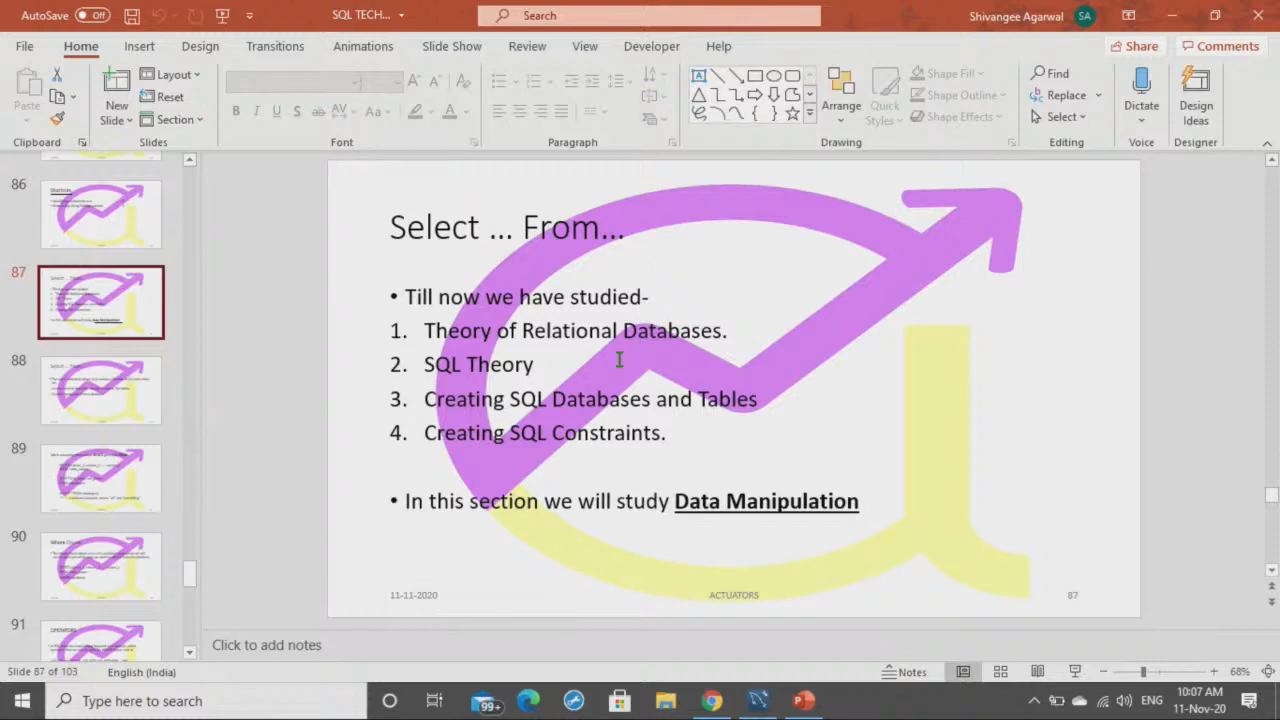 AutoSave Off SQL TECH... Search Shivangee Agarwal SA
File Home Insert Design Transitions Animations Slide Show Review View Developer Help Share Comments
Paste New Slide Layout Reset Section
B I U S ab AV Aa A A A
Arrange Quick Styles Shape Fill Shape Outline Shape Effects
Find Replace Select Dictate Design Ideas
Clipboard Slides Font Paragraph Drawing Editing Voice Designer
86
87
88
89
90
91
Select ... From...
• Till now we have studied-
1. Theory of Relational Databases.
2. SQL Theory
3. Creating SQL Databases and Tables
4. Creating SQL Constraints.
• In this section we will study Data Manipulation
11-11-2020 ACTUATORS 87
Click to add notes
Slide 87 of 103 English (India) Notes 68%
Type here to search 99+ ENG 10:07 AM
11-Nov-20